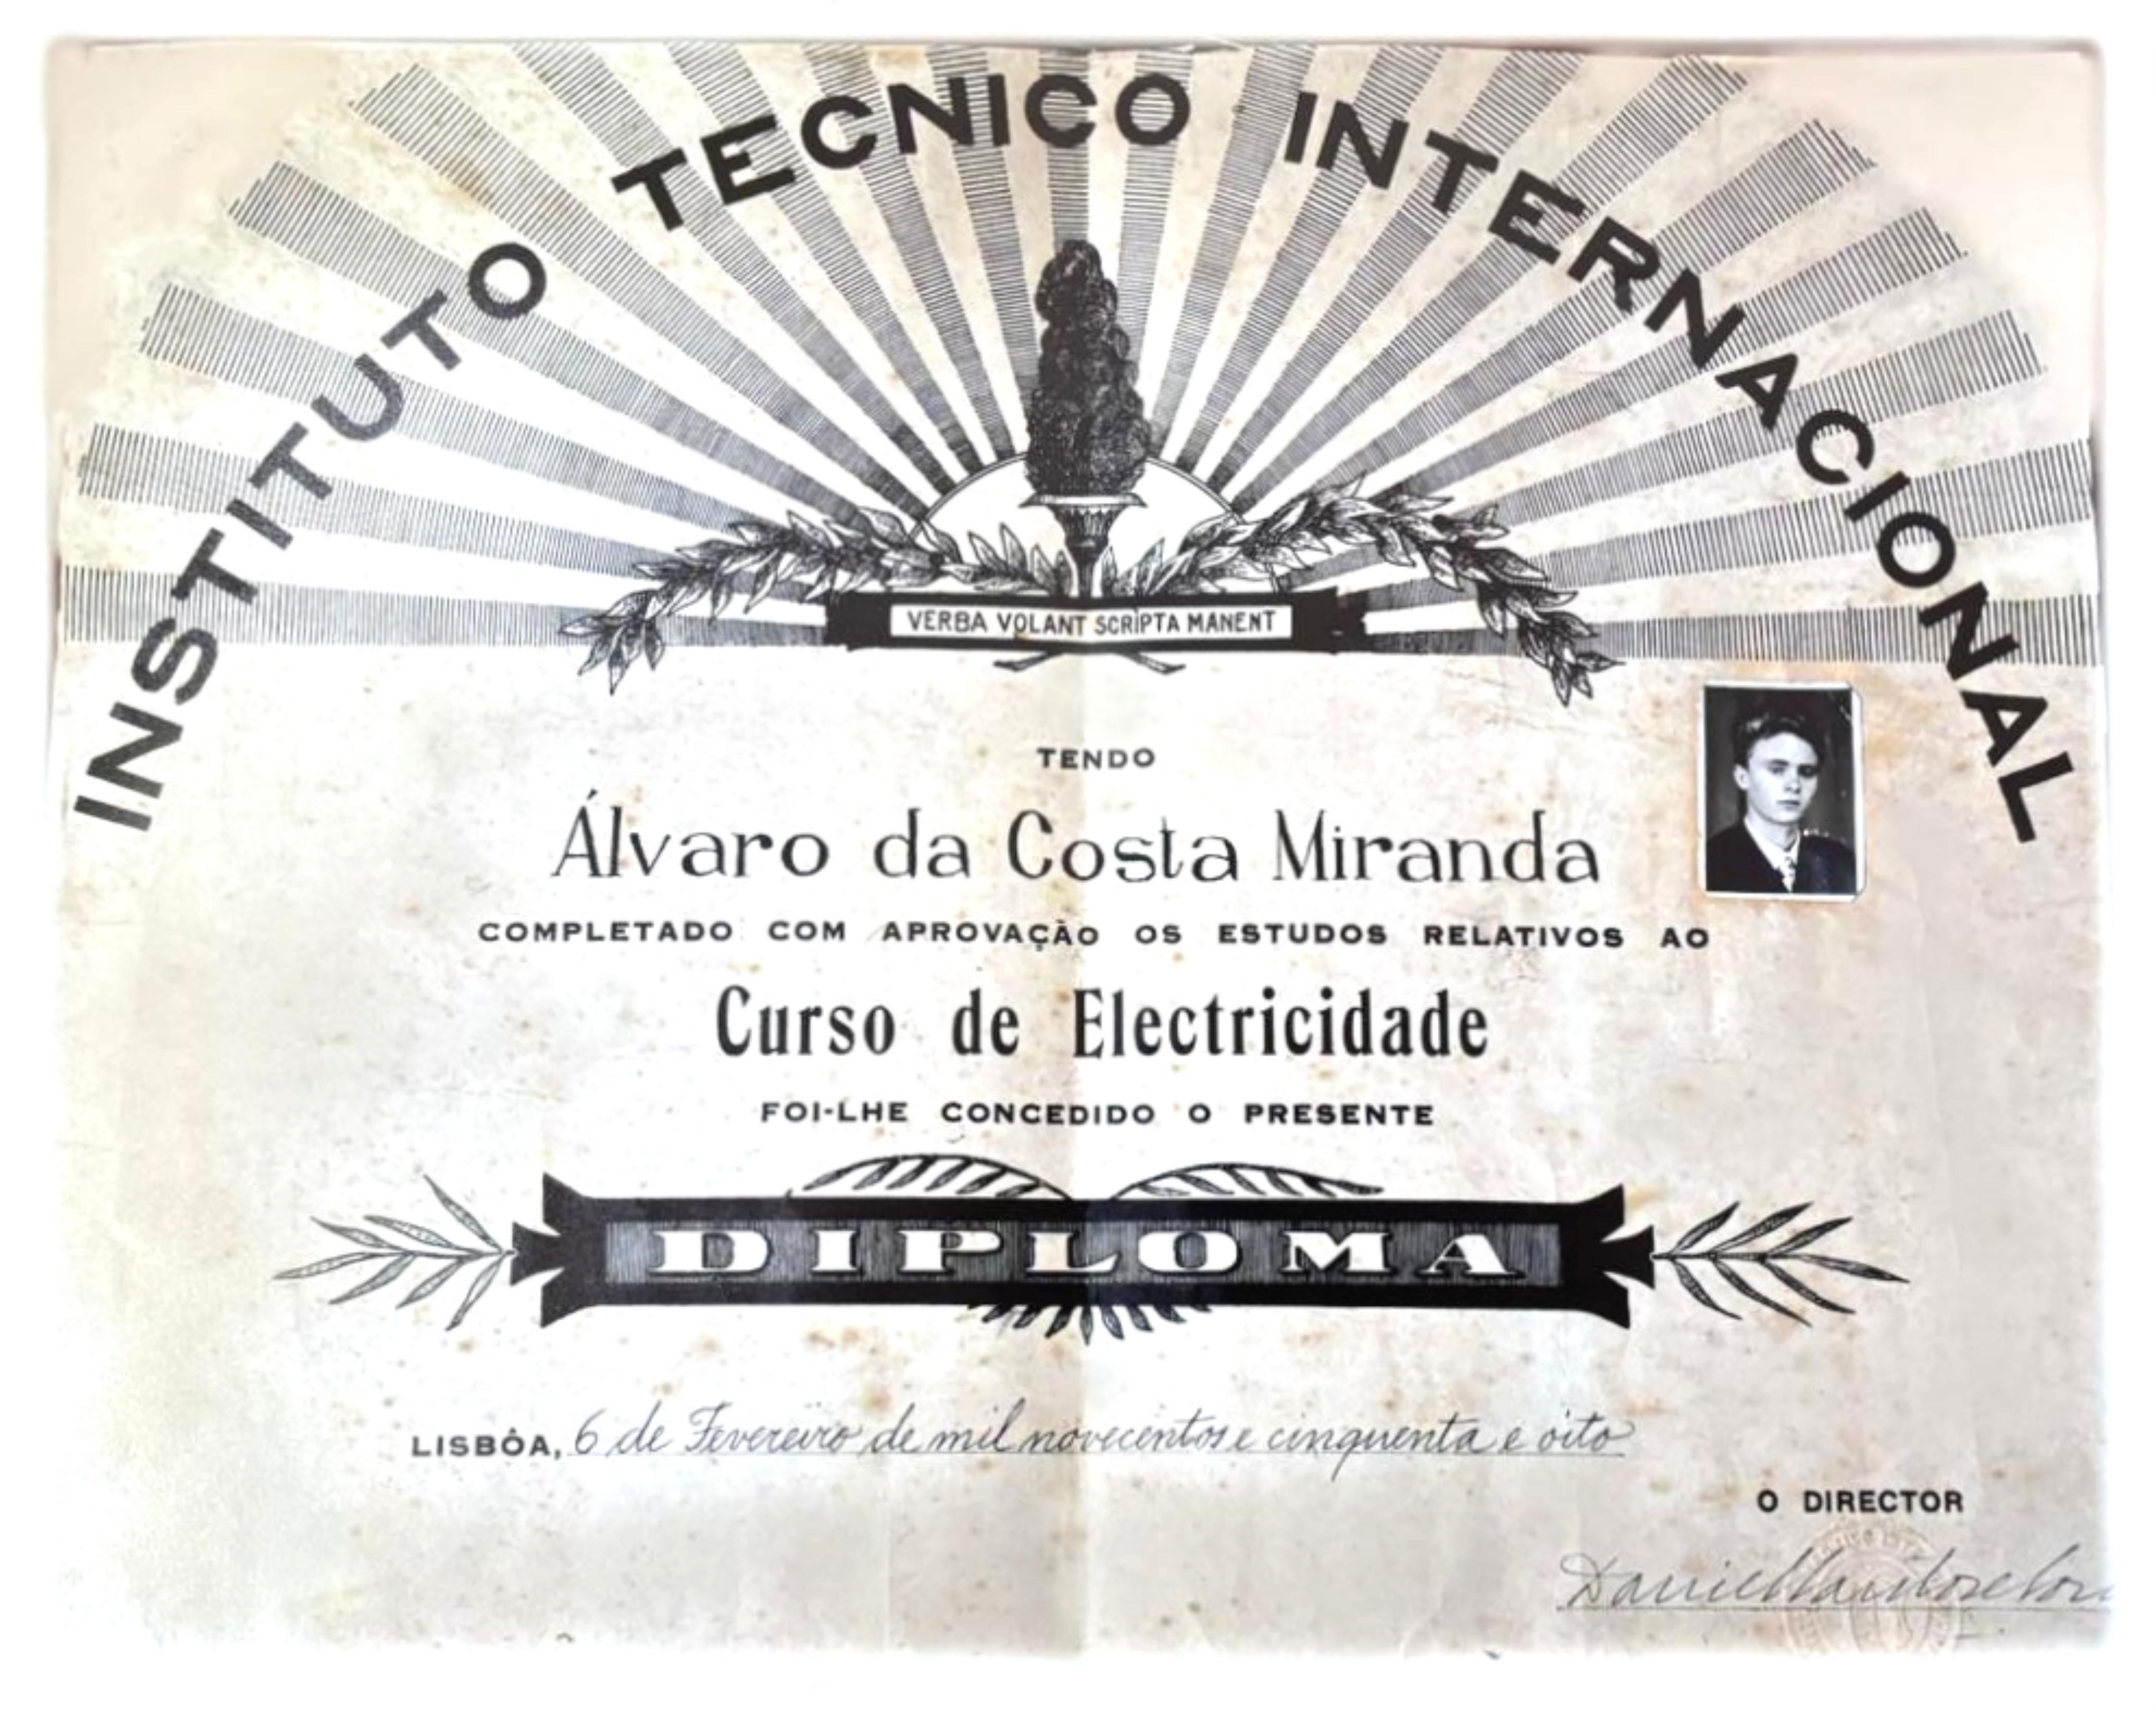 INSTITUTO TECNICO INTERNACIONAL
VERBA VOLANT SCRIPTA MANENT
TENDO
Álvaro da Costa Miranda
COMPLETADO COM APROVAÇÃO OS ESTUDOS RELATIVOS AO
Curso de Electricidade
FOI-LHE CONCEDIDO O PRESENTE
DIPLOMA
LISBÔA, 6 de Fevereiro de mil novecentos e cinquenta e oito
O DIRECTOR
Daniel